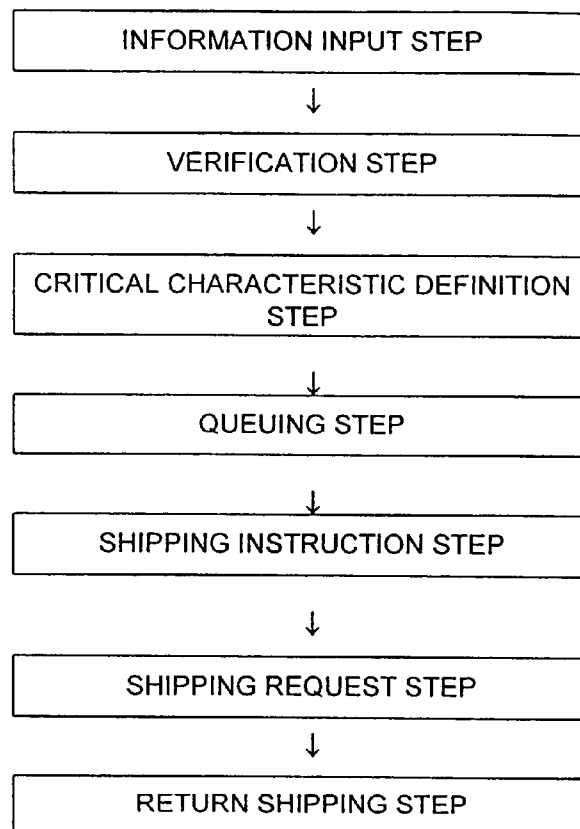 INFORMATION INPUT STEP
↓
VERIFICATION STEP
↓
CRITICAL CHARACTERISTIC DEFINITION
STEP
↓
QUEUING STEP
↓
SHIPPING INSTRUCTION STEP
↓
SHIPPING REQUEST STEP
↓
RETURN SHIPPING STEP